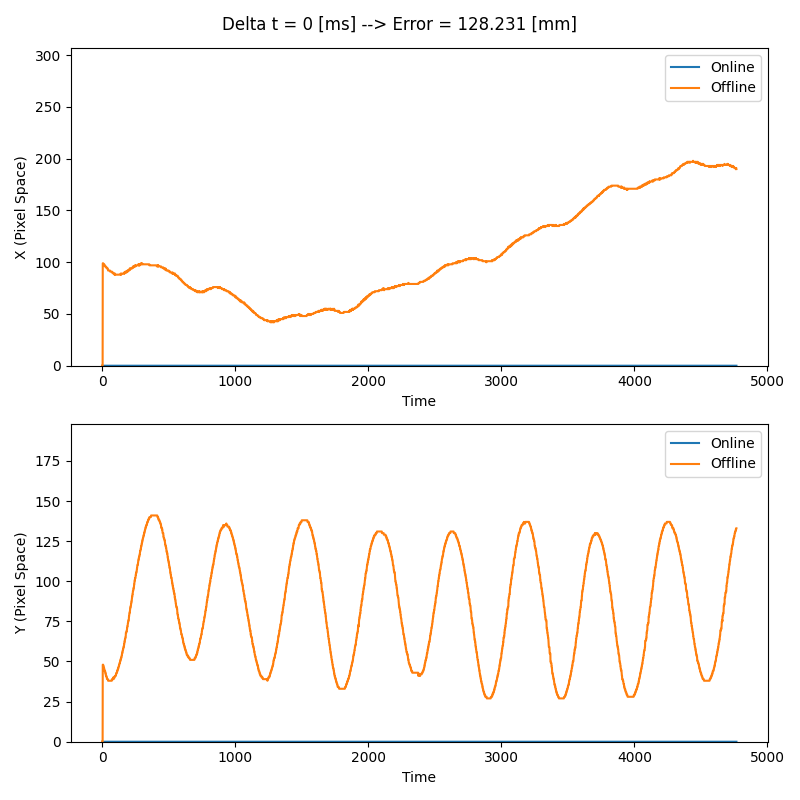 Delta t = 0 [ms] --> Error = 128.231 [mm]
300
250
200
150
100
50
0
X (Pixel Space)
Online
Offline
0 1000 2000 3000 4000 5000
Time
175
150
125
100
75
50
25
0
Y (Pixel Space)
Online
Offline
0 1000 2000 3000 4000 5000
Time